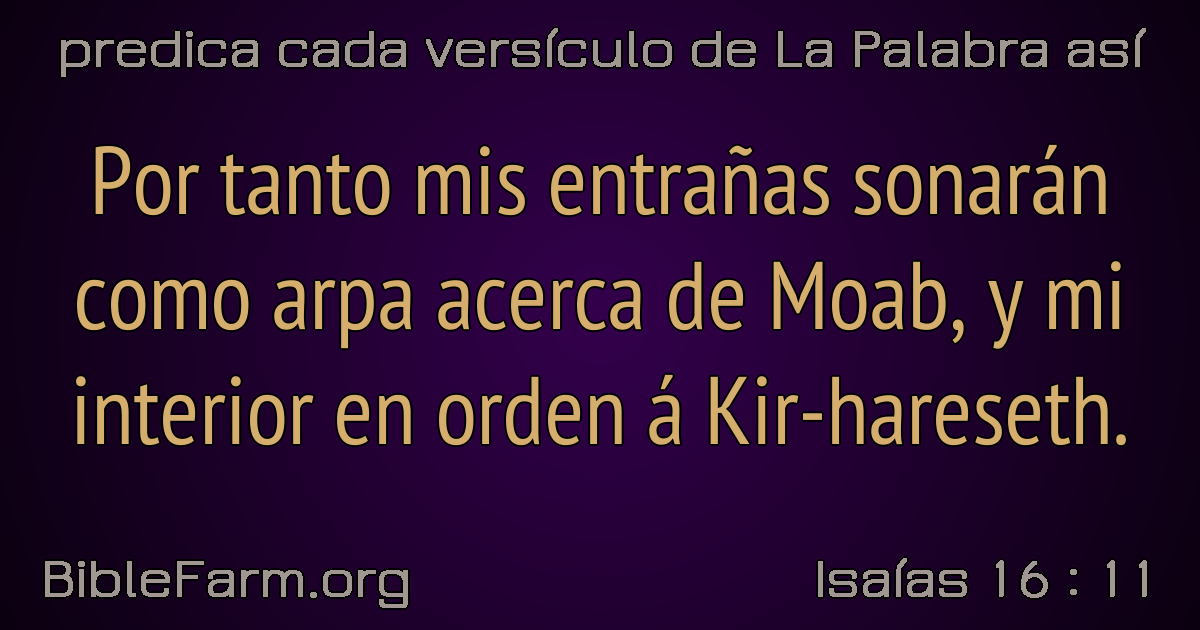 predica cada versículo de La Palabra así
Por tanto mis entrañas sonarán
como arpa acerca de Moab, y mi
interior en orden á Kir-hareseth.
BibleFarm.org
Isaías 16 : 11